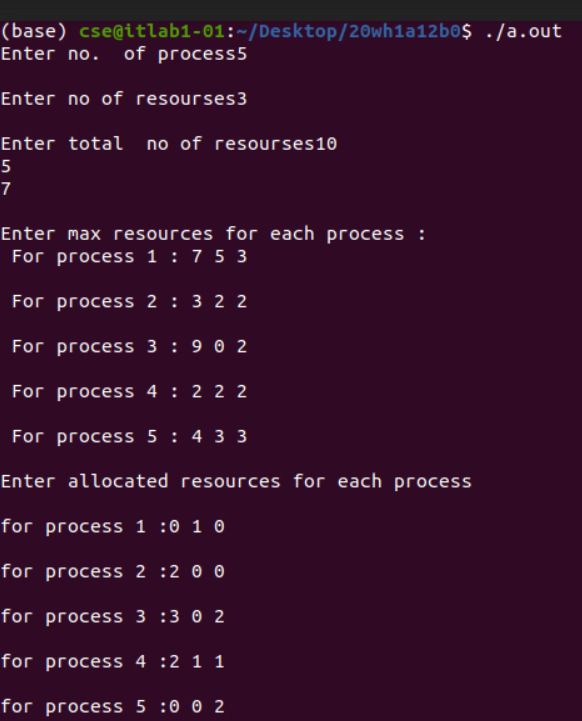 (base) cse@itlab1-01:~/Desktop/20wh1a12b0$ ./a.out
Enter no.  of process5
Enter no of resourses3
Enter total  no of resourses10
5
7
Enter max resources for each process :
 For process 1 : 7 5 3
 For process 2 : 3 2 2
 For process 3 : 9 0 2
 For process 4 : 2 2 2
 For process 5 : 4 3 3
Enter allocated resources for each process
for process 1 :0 1 0
for process 2 :2 0 0
for process 3 :3 0 2
for process 4 :2 1 1
for process 5 :0 0 2